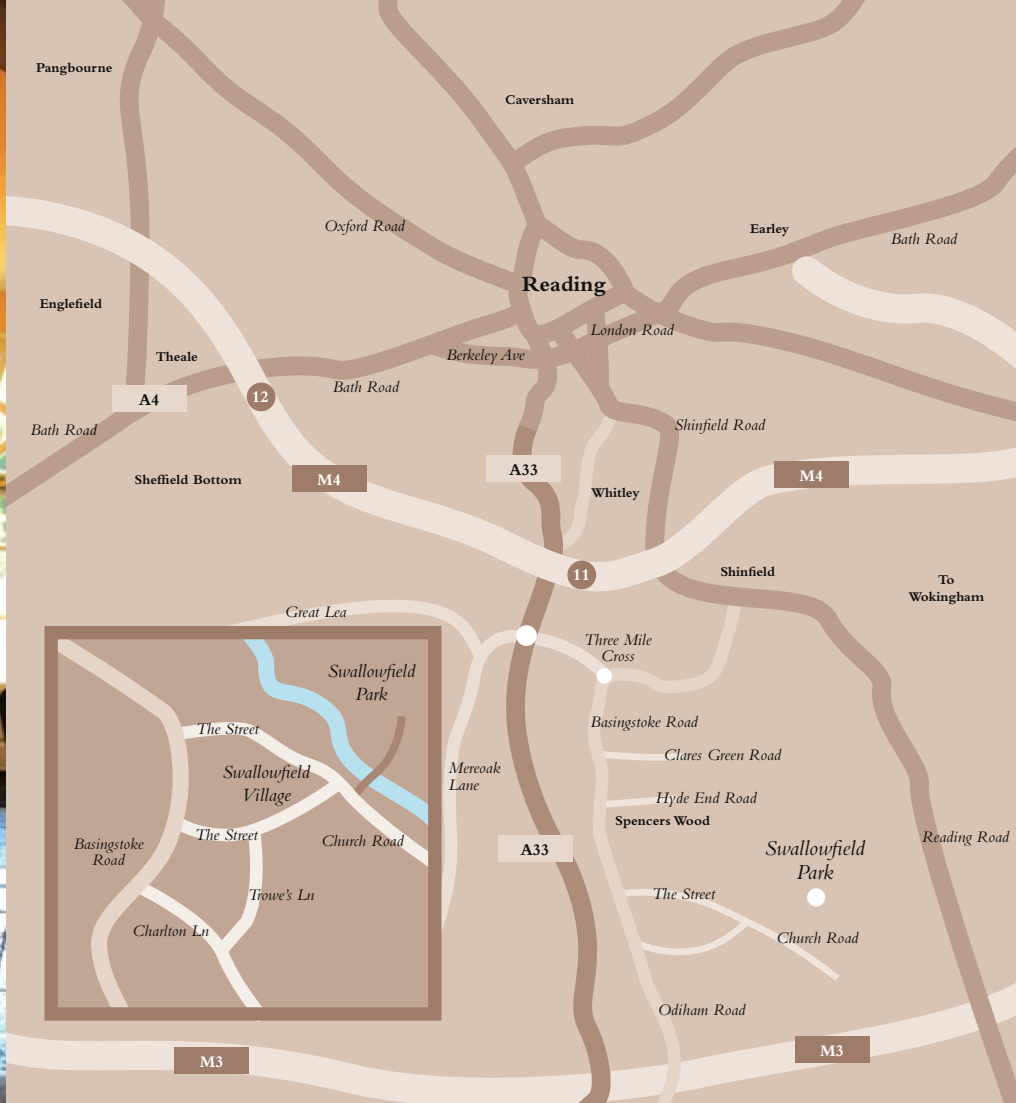 Pangbourne
Caversham
Oxford Road
Earley
Bath Road
Reading
Englefield
London Road
Theale
Berkeley Ave
Bath Road
12
A4
Bath Road
Shinfield Road
A33
M4
M4
Sheffield Bottom
Whitley
11
Shinfield
To
Wokingham
Great Lea
Three Mile
Cross
Swallowfield
Park
Basingstoke Road
The Street
Clares Green Road
Swallowfield
Village
Mereoak
Lane
Hyde End Road
Spencers Wood
The Street
Church Road
Basingstoke
Road
A33
Swallowfield
Park
Reading Road
Trowe's Ln
The Street
Charlton Ln
Church Road
Odiham Road
M3
M3